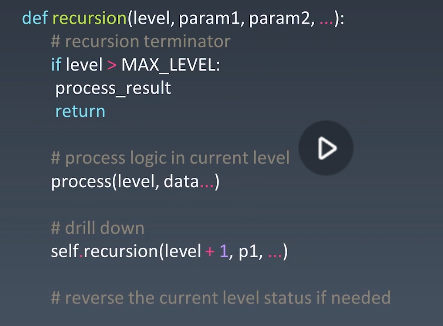 def recursion(level, param1, param2, ...):
# recursion terminator
if level > MAX_LEVEL:
process_result
return
# process logic in current level
process(level, data...)
# drill down
self.recursion(level + 1, p1, ...)
# reverse the current level status if needed